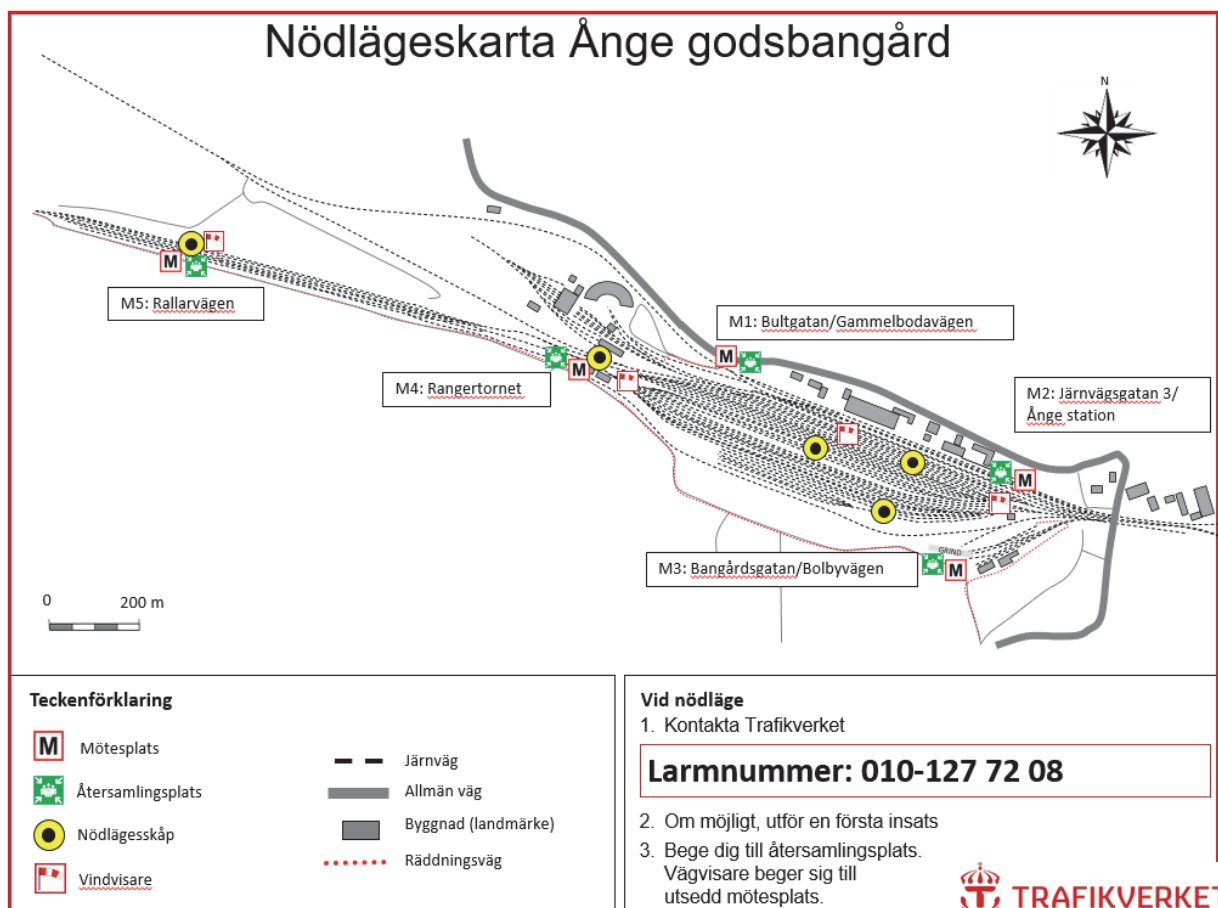 Nödlägeskarta Ånge godsbangård
N
M
M5: Rallarvägen
M1: Bultgatan/Gammelbodavägen
M
M4: Rangertornet
M
M2: Järnvägsgatan 3/
Ånge station
M
M3: Bangårdsgatan/Bolbyvägen
GRIND
M
0 200 m
Teckenförklaring
M Mötesplats
Återsamlingsplats
Nödlägesskåp
Vindvisare
Järnväg
Allmän väg
Byggnad (landmärke)
Räddningsväg
Vid nödläge
1. Kontakta Trafikverket
Larmnummer: 010-127 72 08
2. Om möjligt, utför en första insats
3. Bege dig till återsamlingsplats.
Vägvisare beger sig till
utsedd mötesplats.
TRAFIKVERKET